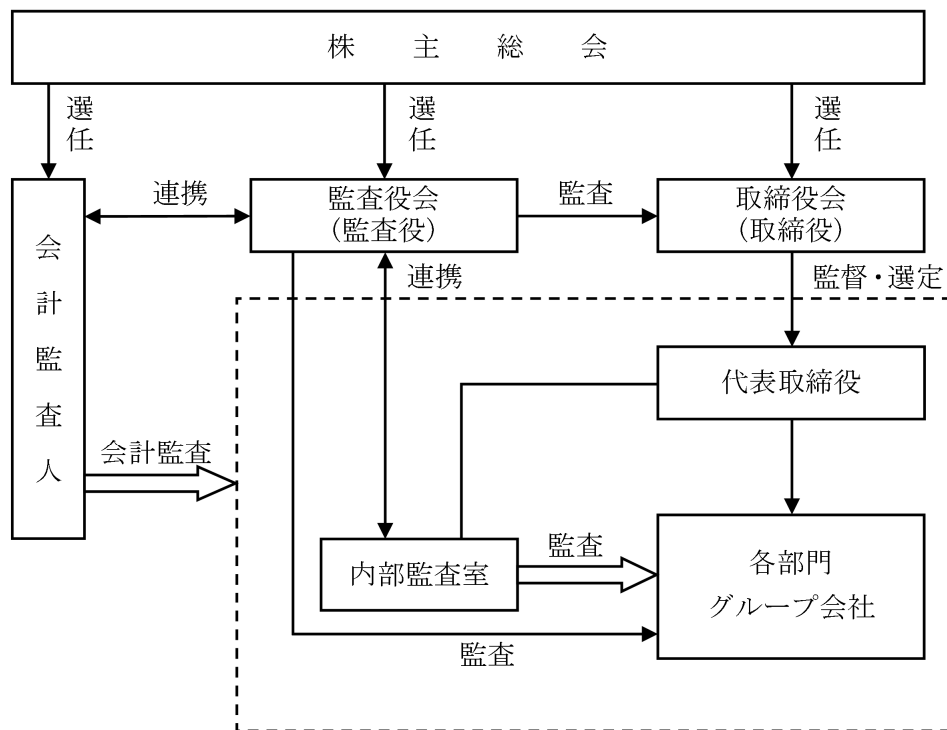 株主総会
選任
選任
選任
会計監査人
連携
監査役会
(監査役)
監査
取締役会
(取締役)
連携
監督・選定
代表取締役
会計監査
内部監査室
監査
各部門
グループ会社
監査